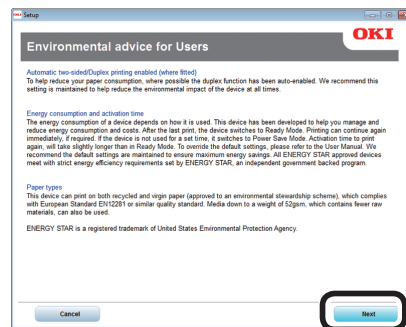 OKI Setup
OKI
Environmental advice for Users
Automatic two-sided/Duplex printing enabled (where fitted)
To help reduce your paper consumption, where possible the duplex function has been auto-enabled. We recommend this
setting is maintained to help reduce the environmental impact of the device at all times.
Energy consumption and activation time
The energy consumption of a device depends on how it is used. This device has been developed to help you manage and
reduce energy consumption and costs. After the last print, the device switches to Ready Mode. Printing can continue again
immediately, if required. If the device is not used for a set time, it switches to Power Save Mode. Activation time to print
again, will take slightly longer than in Ready Mode. To override the default settings, please refer to the User Manual. We
recommend the default settings are maintained to ensure maximum energy savings. All ENERGY STAR approved devices
meet with strict energy efficiency requirements set by ENERGY STAR, an independent government backed program.
Paper types
This device can print on both recycled and virgin paper (approved to an environmental stewardship scheme), which complies
with European Standard EN12281 or similar quality standard. Media down to a weight of 52gsm, which contains fewer raw
materials, can also be used.
ENERGY STAR is a registered trademark of United States Environmental Protection Agency.
Cancel
Next